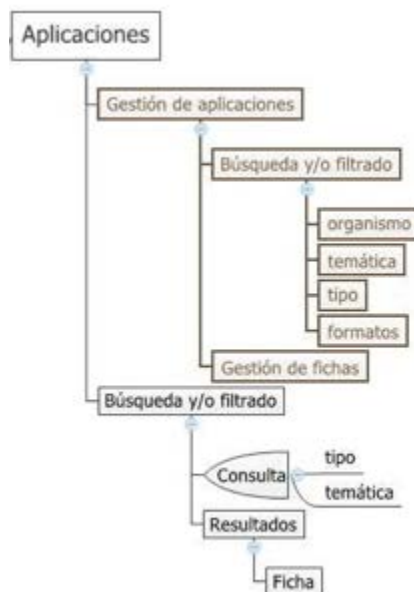 Aplicaciones
Gestión de aplicaciones
Búsqueda y/o filtrado
organismo
temática
tipo
formatos
Gestión de fichas
Búsqueda y/o filtrado
Consulta
tipo
temática
Resultados
Ficha